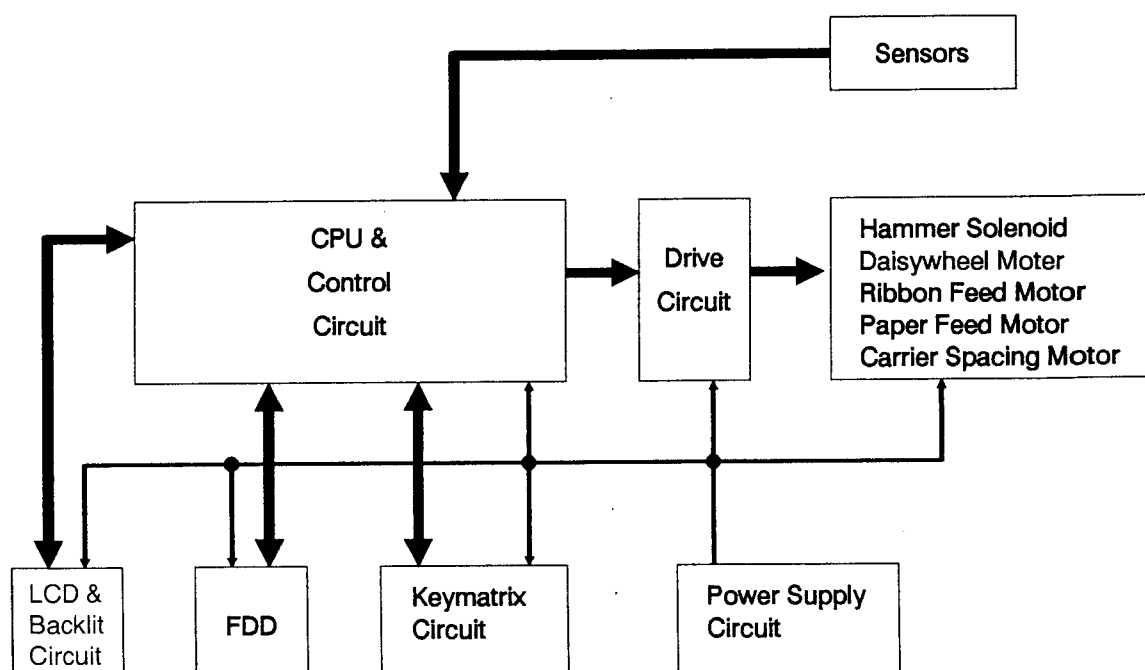 Sensors
CPU &
Control
Circuit
Drive
Circuit
Hammer Solenoid
Daisywheel Moter
Ribbon Feed Motor
Paper Feed Motor
Carrier Spacing Motor
LCD &
Backlit
Circuit
FDD
Keymatrix
Circuit
Power Supply
Circuit